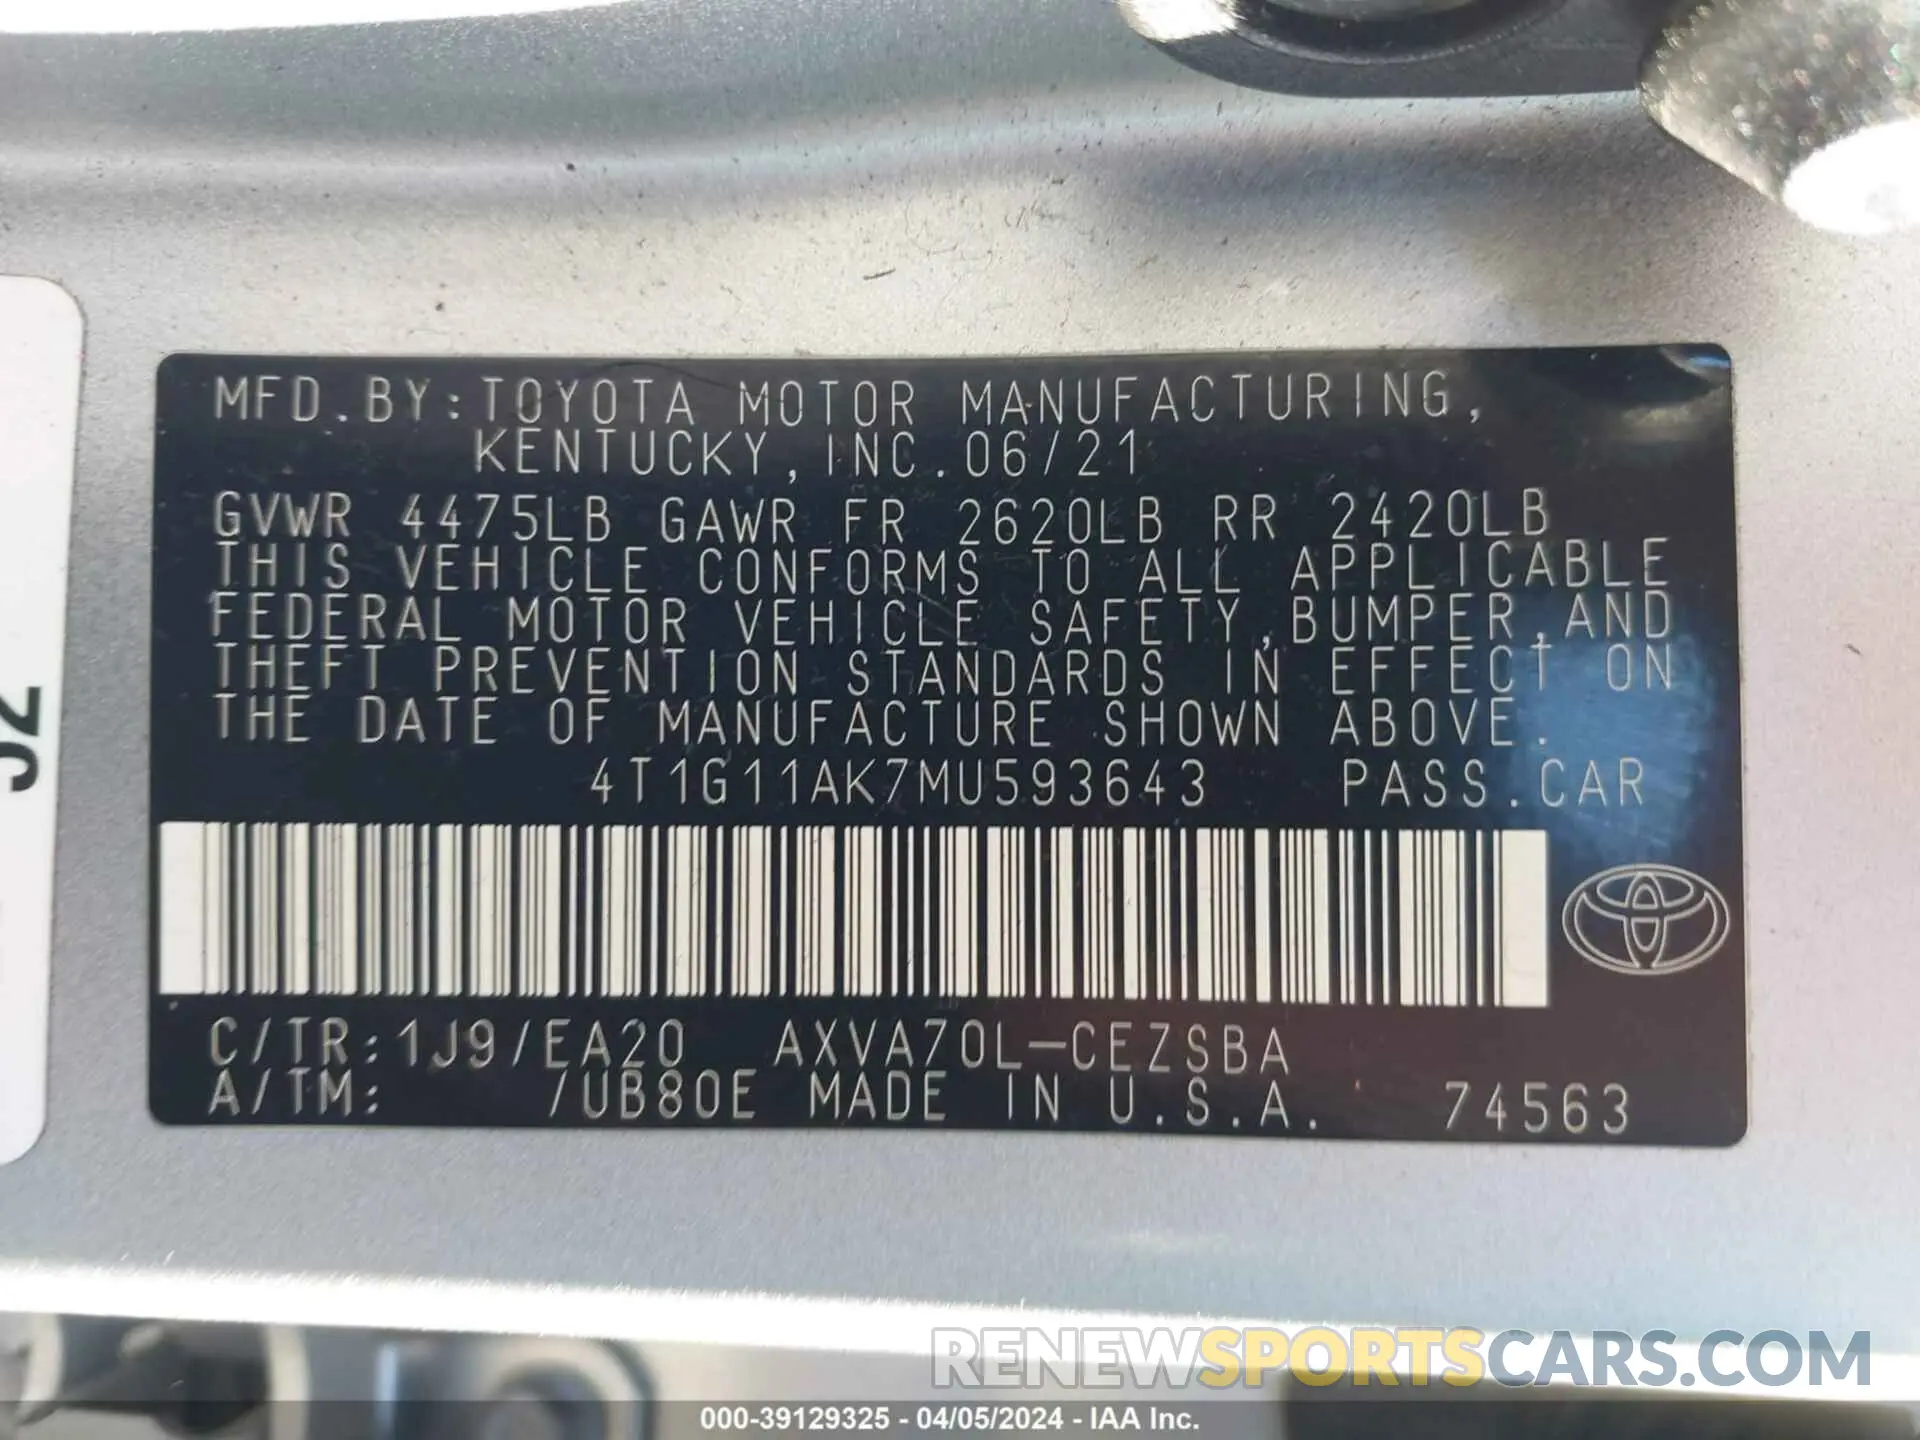 MFD.BY:TOYOTA MOTOR MANUFACTURING,
KENTUCKY,INC.06/21
GVWR 4475LB GAWR FR 2620LB RR 2420LB
THIS VEHICLE CONFORMS TO ALL APPLICABLE
FEDERAL MOTOR VEHICLE SAFETY,BUMPER,AND
THEFT PREVENTION STANDARDS IN EFFECT ON
THE DATE OF MANUFACTURE SHOWN ABOVE.
4T1G11AK7MU593643 PASS.CAR
C/TR:1J9/EA20 AXVA70L-CEZSBA
A/TM: /UB80E MADE IN U.S.A. 74563
RENEWSPORTSCARS.COM
000-39129325 - 04/05/2024 - IAA Inc.